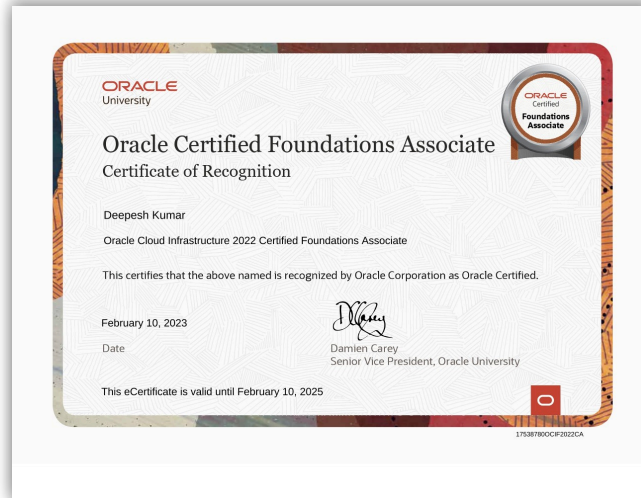 ORACLE
University
ORACLE
Certified
Foundations
Associate
Oracle Certified Foundations Associate
Certificate of Recognition
Deepesh Kumar
Oracle Cloud Infrastructure 2022 Certified Foundations Associate
This certifies that the above named is recognized by Oracle Corporation as Oracle Certified.
February 10, 2023
Date
Damien Carey
Senior Vice President, Oracle University
This eCertificate is valid until February 10, 2025
17538780OCIF2022CA